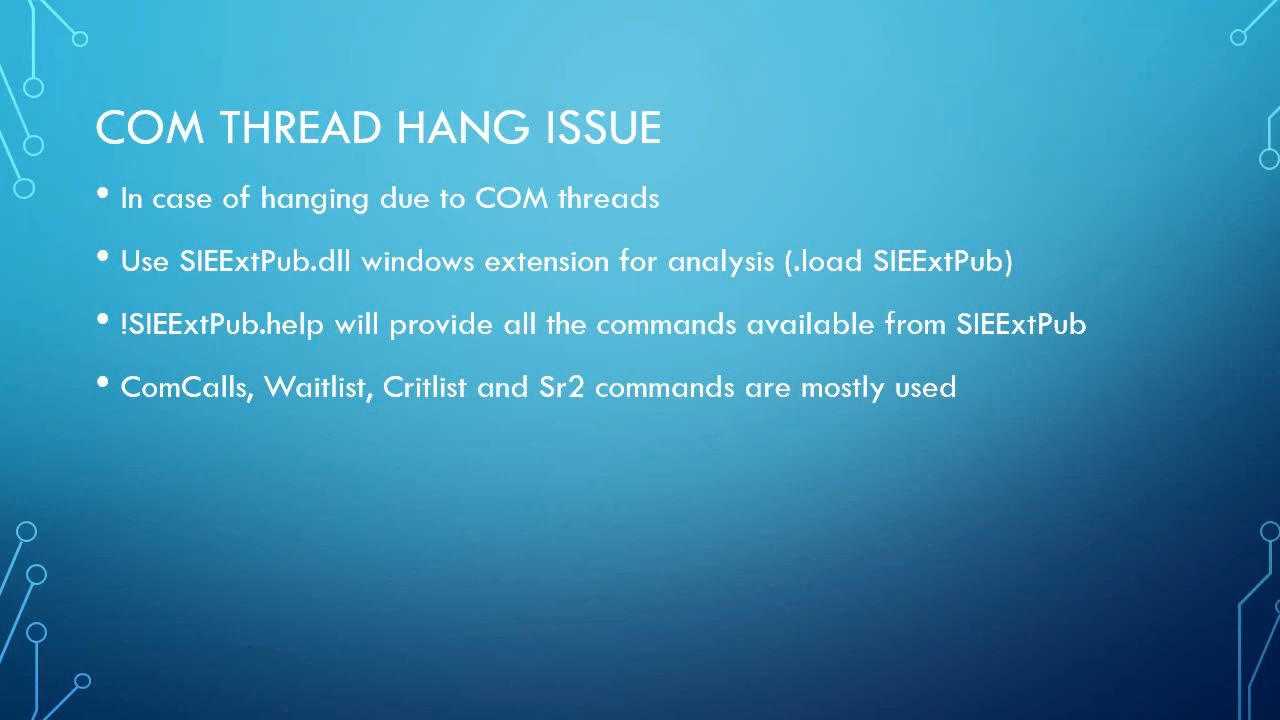 COM THREAD HANG ISSUE
• In case of hanging due to COM threads
• Use SIEExtPub.dll windows extension for analysis (.load SIEExtPub)
• !SIEExtPub.help will provide all the commands available from SIEExtPub
• ComCalls, Waitlist, Critlist and Sr2 commands are mostly used